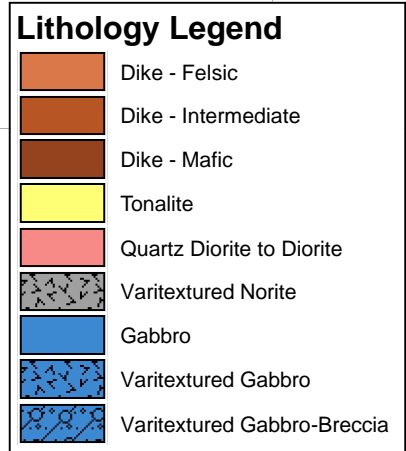 Lithology Legend
Dike - Felsic
Dike - Intermediate
Dike - Mafic
Tonalite
Quartz Diorite to Diorite
Varitextured Norite
Gabbro
Varitextured Gabbro
Varitextured Gabbro-Breccia